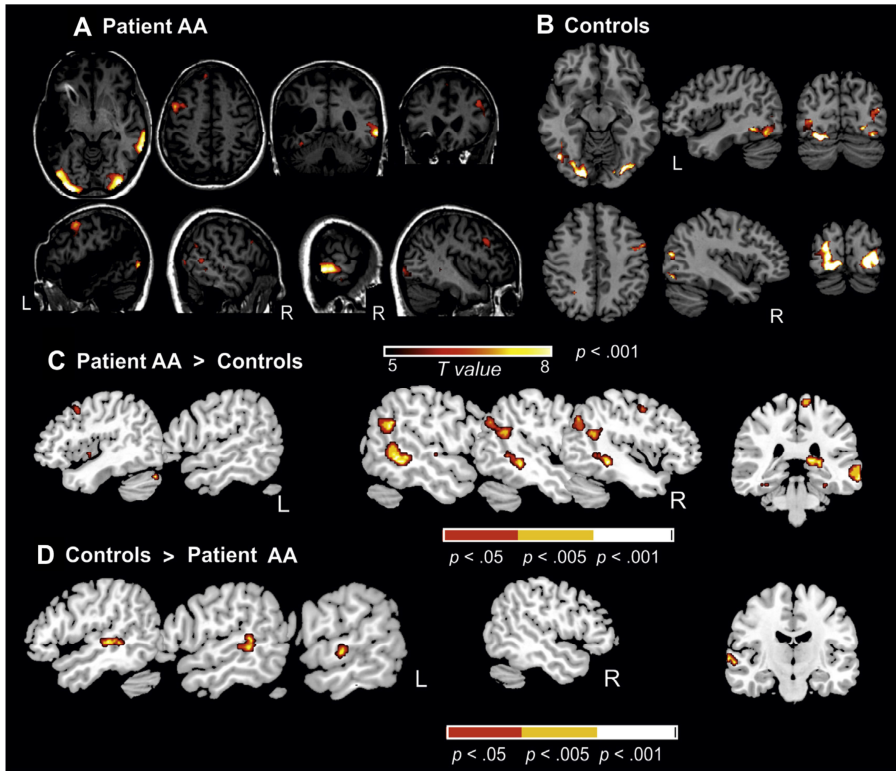 A Patient AA
B Controls
L
L
R
R
R
5 T value 8 p < .001
C Patient AA > Controls
L
R
p < .05 p < .005 p < .001
D Controls > Patient AA
L
R
p < .05 p < .005 p < .001